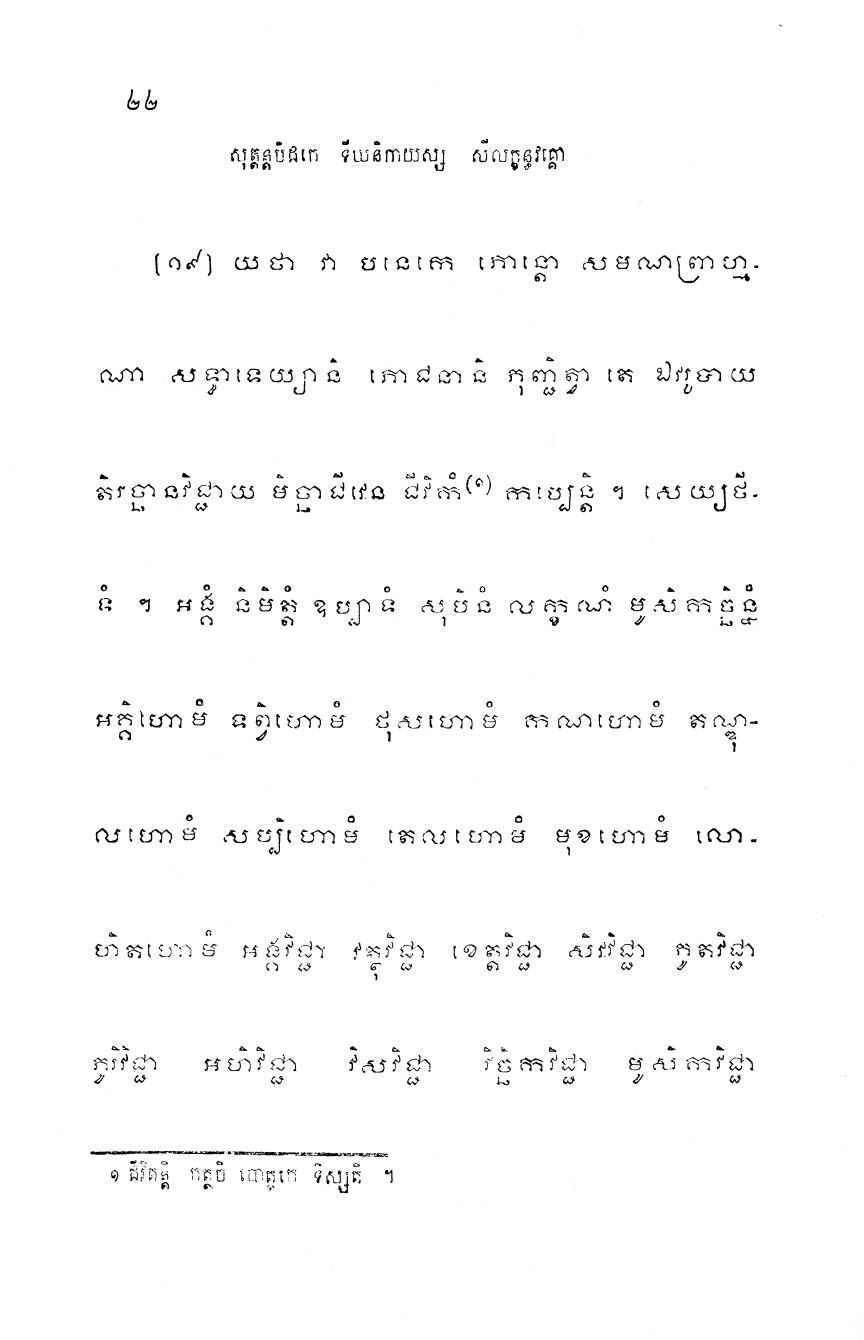 ២២
សុត្តន្តបិដកេ ទីឃនិកាយស្ស សីលក្ខន្ធវគ្គោ
[១៩] យថា វា បនេកេ ភោន្តោ សមណព្រាហ្ម-
ណា សទ្ធាទេយ្យានិ ភោជនានិ ភុញ្ជិត្វា តេ ឯវរូបាយ
តិរច្ឆានវិជ្ជាយ មិច្ឆាជីវេន ជីវិកំ(១) កប្បេន្តិ ។ សេយ្យថី-
ទំ ។ អង្គំ និមិត្តំ ឧប្បាទំ សុបិនំ លក្ខណំ មូសិកច្ឆិន្នំ
អគ្គិហោមំ ទព្វិហោមំ ថុសហោមំ កណហោមំ តណ្ឌុ-
លហោមំ សប្បិហោមំ តេលហោមំ មុខហោមំ លោ-
ហិតហោមំ អង្គវិជ្ជា វត្ថុវិជ្ជា ខេត្តវិជ្ជា សិវវិជ្ជា ភូតវិជ្ជា
ភូរិវិជ្ជា អហិវិជ្ជា វិសវិជ្ជា វិច្ឆិកវិជ្ជា មូសិកវិជ្ជា
១ ជីវិតន្តិ កត្ថចិ បោត្ថកេ ទិស្សតិ ។